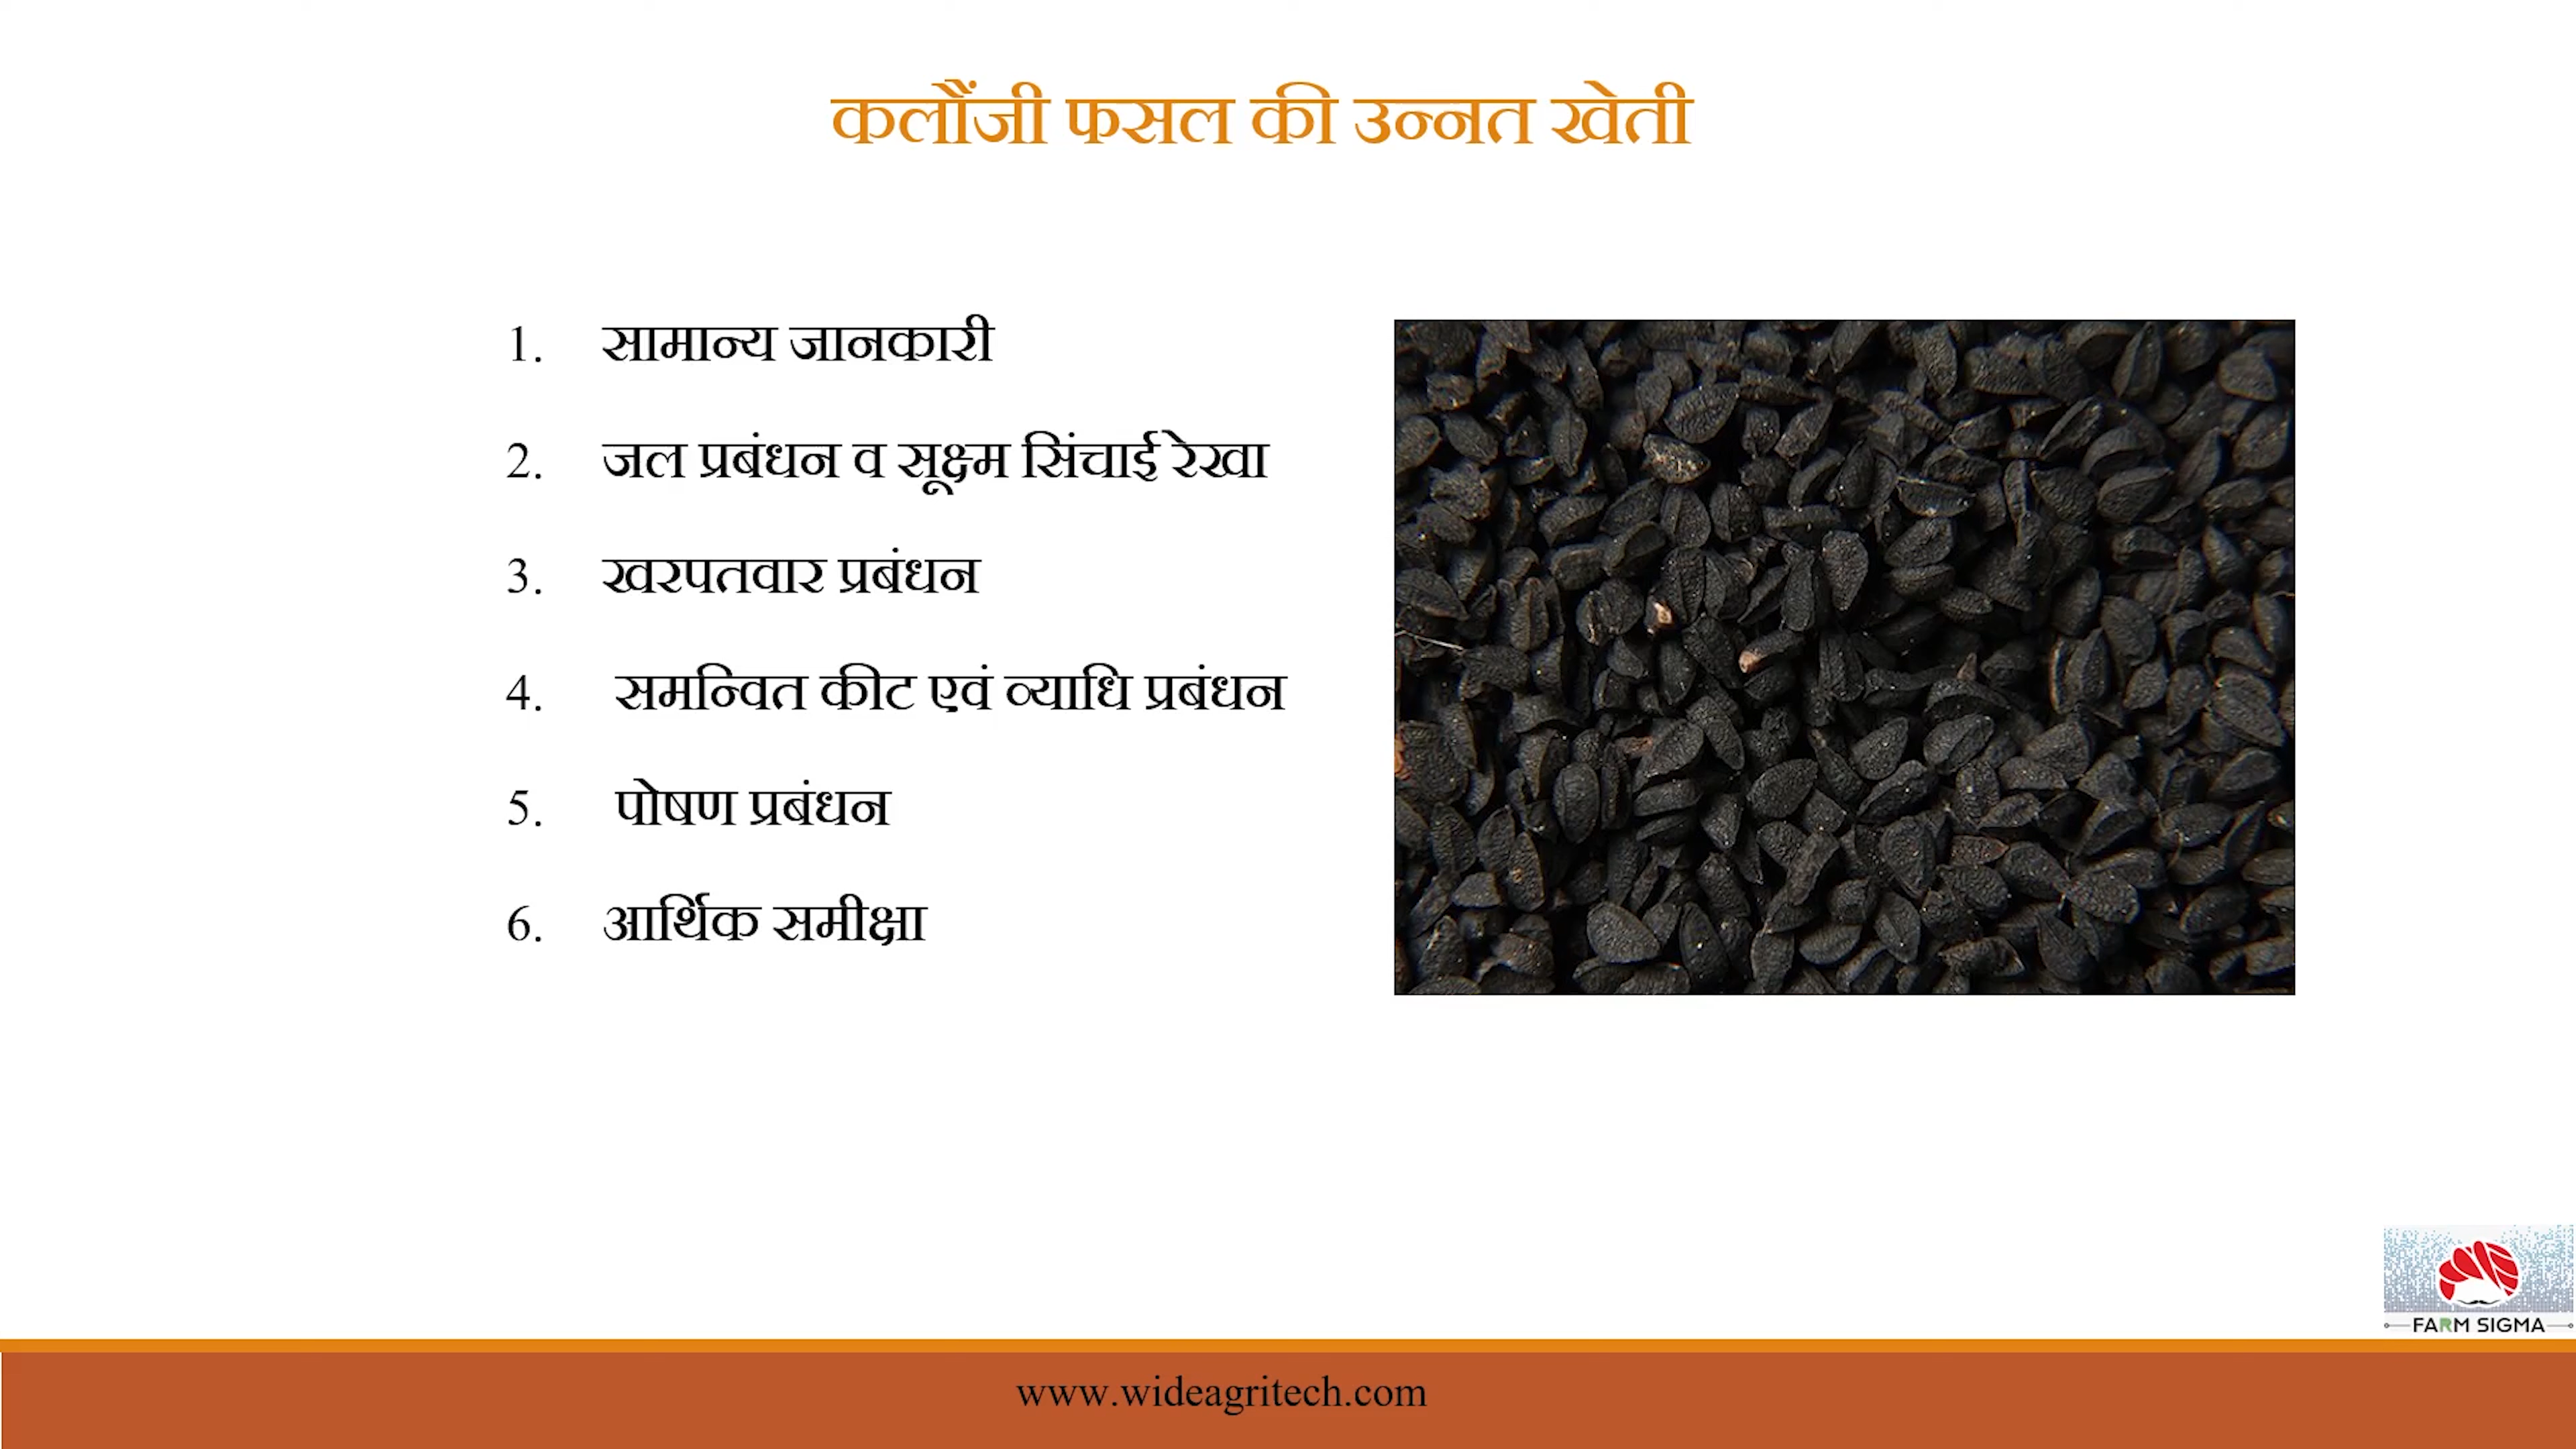 कलौंजी फसल की उन्नत खेती
1. सामान्य जानकारी
2. जल प्रबंधन व सूक्ष्म सिंचाई रेखा
3. खरपतवार प्रबंधन
4. समन्वित कीट एवं व्याधि प्रबंधन
5. पोषण प्रबंधन
6. आर्थिक समीक्षा
FARM SIGMA
www.wideagritech.com